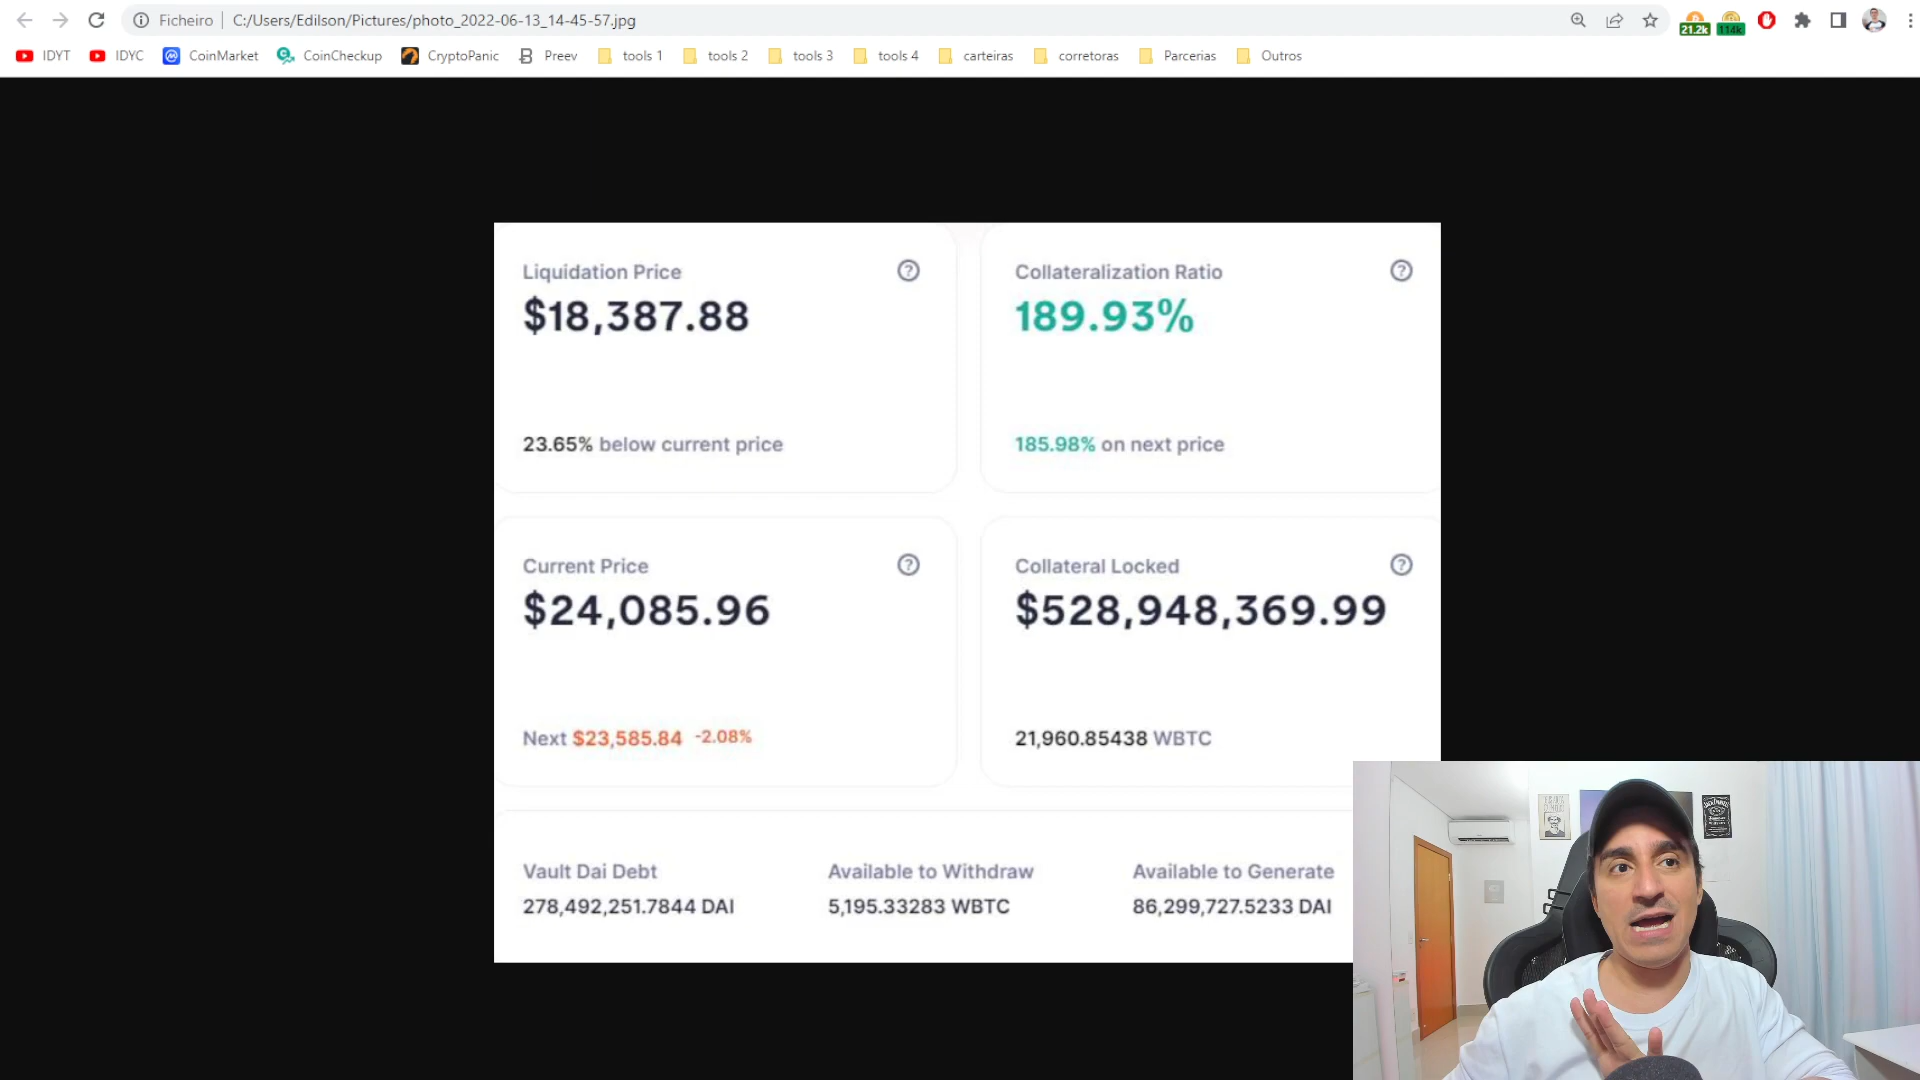 Ficheiro
C:/Users/Edilson/Pictures/photo_2022-06-13_14-45-57.jpg
21.2k
114k
IDYT
IDYC
CoinMarket
CoinCheckup
CryptoPanic
Preev
tools 1
tools 2
tools 3
tools 4
carteiras
corretoras
Parcerias
Outros
Liquidation Price
$18,387.88
23.65% below current price
Collateralization Ratio
189.93%
185.98% on next price
Current Price
$24,085.96
Next $23,585.84 -2.08%
Collateral Locked
$528,948,369.99
21,960.85438 WBTC
Vault Dai Debt
278,492,251.7844 DAI
Available to Withdraw
5,195.33283 WBTC
Available to Generate
86,299,727.5233 DAI